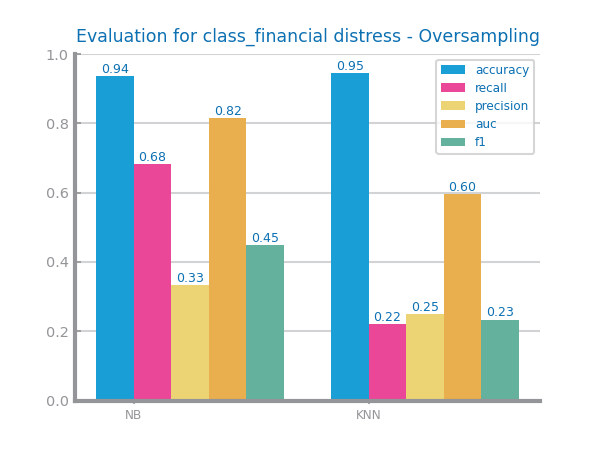 Evaluation for class_financial distress - Oversampling
1.0
0.8
0.6
0.4
0.2
0.0
0.94
0.68
0.33
0.82
0.45
0.95
0.22
0.25
0.60
0.23
accuracy
recall
precision
auc
f1
NB
KNN